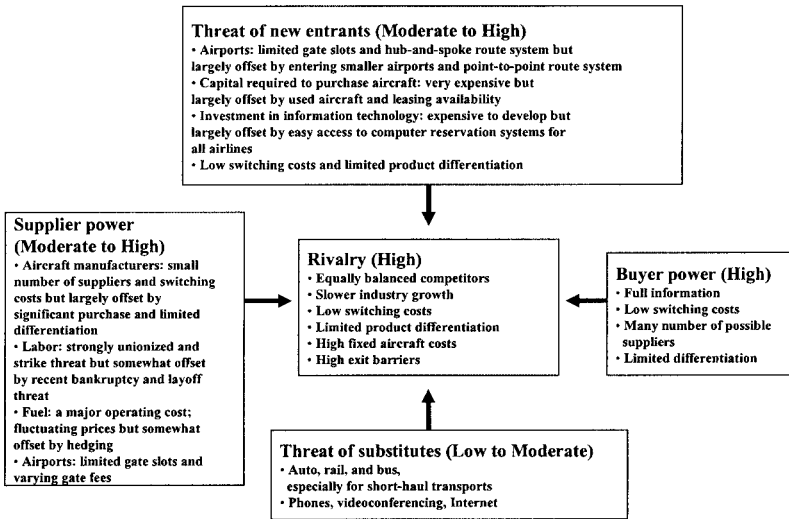 Threat of new entrants (Moderate to High)
• Airports: limited gate slots and hub-and-spoke route system but
largely offset by entering smaller airports and point-to-point route system
• Capital required to purchase aircraft: very expensive but
largely offset by used aircraft and leasing availability
• Investment in information technology: expensive to develop but
largely offset by easy access to computer reservation systems for
all airlines
• Low switching costs and limited product differentiation
Supplier power
(Moderate to High)
• Aircraft manufacturers: small
number of suppliers and switching
costs but largely offset by
significant purchase and limited
differentiation
• Labor: strongly unionized and
strike threat but somewhat offset
by recent bankruptcy and layoff
threat
• Fuel: a major operating cost;
fluctuating prices but somewhat
offset by hedging
• Airports: limited gate slots and
varying gate fees
Rivalry (High)
• Equally balanced competitors
• Slower industry growth
• Low switching costs
• Limited product differentiation
• High fixed aircraft costs
• High exit barriers
Buyer power (High)
• Full information
• Low switching costs
• Many number of possible
suppliers
• Limited differentiation
Threat of substitutes (Low to Moderate)
• Auto, rail, and bus,
especially for short-haul transports
• Phones, videoconferencing, Internet